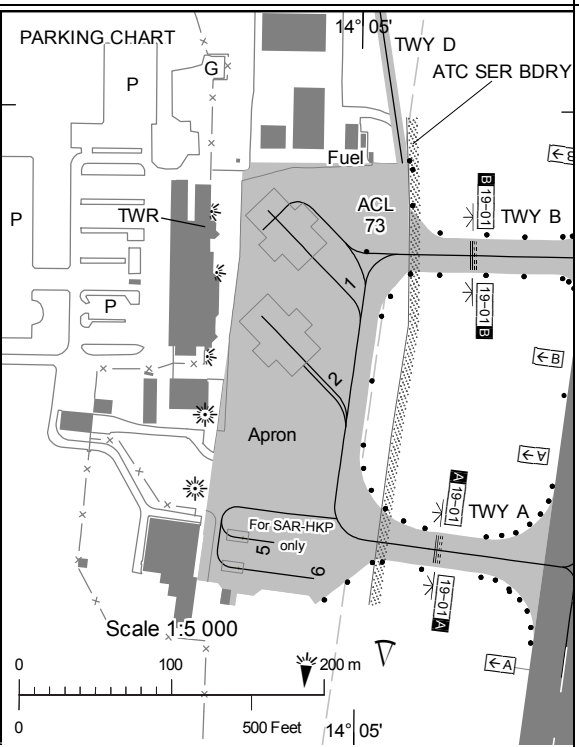 14° 05'
PARKING CHART
TWY D
G
ATC SER BDRY
P
Fuel
B
B 19-01
ACL
73
P
TWR
TWY B
1
19-01 B
P
←B
2
Apron
←A
A 19-01
TWY A
For SAR-HKP
only
5
6
19-01 A
Scale 1:5 000
←A
0 100 200 m
0 500 Feet
14° 05'